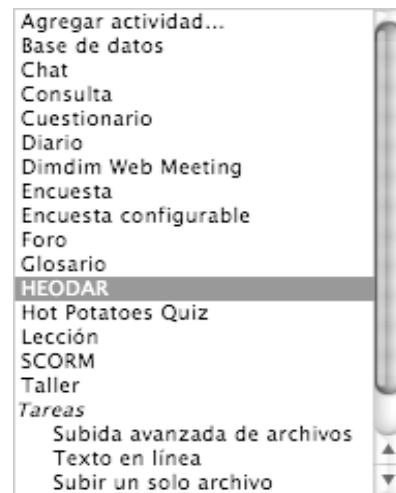 Agregar actividad...
Base de datos
Chat
Consulta
Cuestionario
Diario
Dimdim Web Meeting
Encuesta
Encuesta configurable
Foro
Glosario
HEODAR
Hot Potatoes Quiz
Lección
SCORM
Taller
Tareas
Subida avanzada de archivos
Texto en línea
Subir un solo archivo